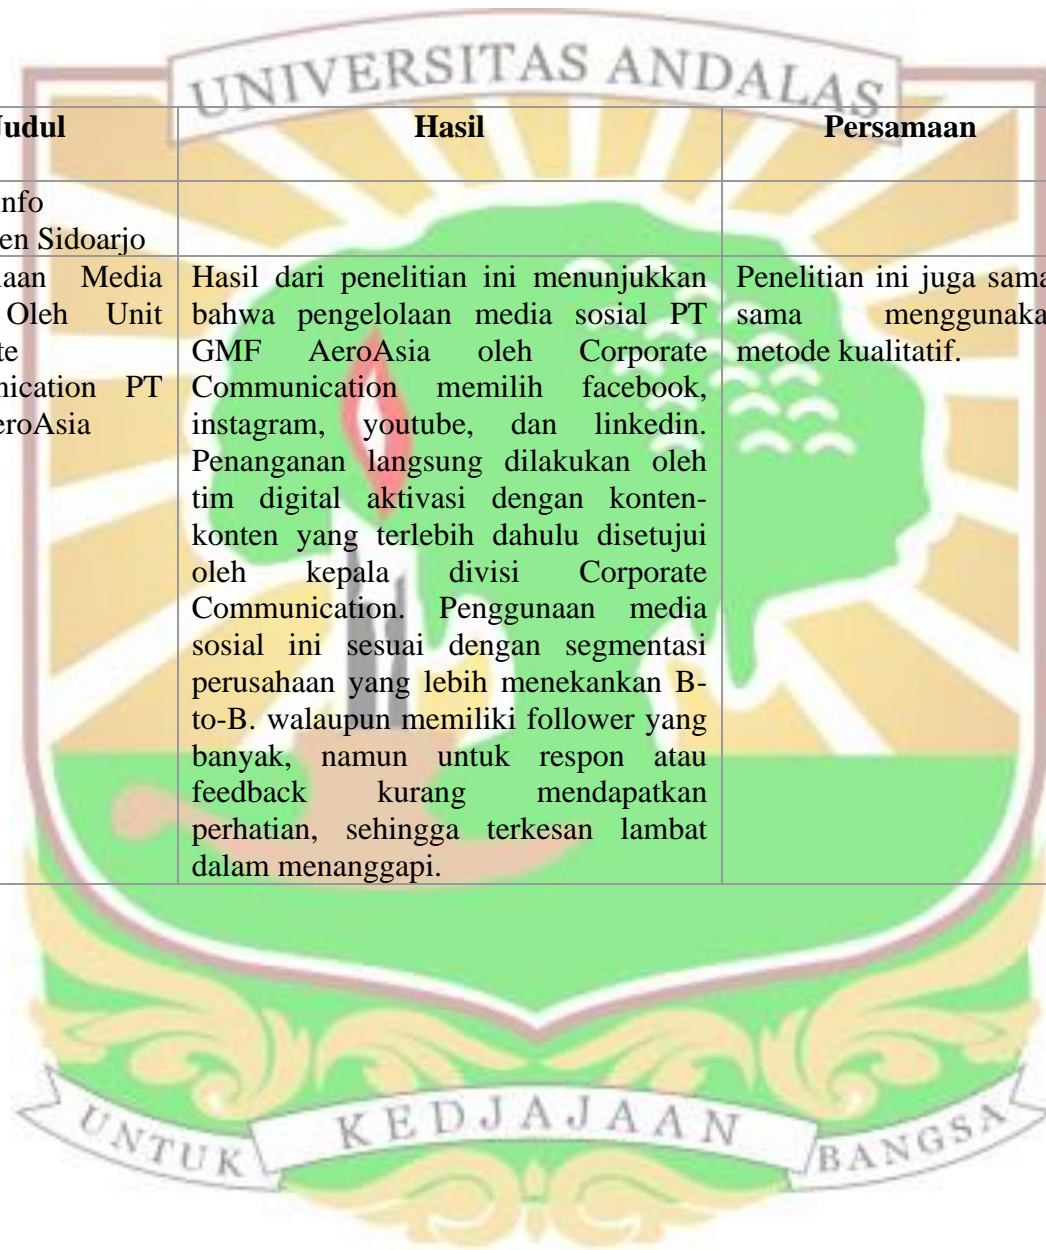 UNIVERSITAS ANDALAS
Judul Hasil Persamaan
nfo
en Sidoarjo
laan Media
Oleh Unit
te
nication PT
eroAsia
Hasil dari penelitian ini menunjukkan
bahwa pengelolaan media sosial PT
GMF AeroAsia oleh Corporate
Communication memilih facebook,
instagram, youtube, dan linkedin.
Penanganan langsung dilakukan oleh
tim digital aktivasi dengan konten-
konten yang terlebih dahulu disetujui
oleh kepala divisi Corporate
Communication. Penggunaan media
sosial ini sesuai dengan segmentasi
perusahaan yang lebih menekankan B-
to-B. walaupun memiliki follower yang
banyak, namun untuk respon atau
feedback kurang mendapatkan
perhatian, sehingga terkesan lambat
dalam menanggapi.
Penelitian ini juga sama
sama menggunaka
metode kualitatif.
UNTUK KEDJAJAAN BANGSA